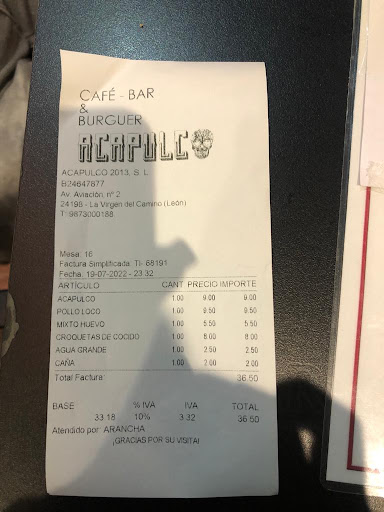 CAFÉ - BAR
&
BURGUER
ACAPULCO
ACAPULCO 2013, S. L.
B24647877
Av. Aviación, nº 2
24198 - La Virgen del Camino (León)
T: 9873000188
Mesa: 16
Factura Simplificada: TI- 68191
Fecha: 19-07-2022 - 23:32
ARTÍCULO CANT PRECIO IMPORTE
ACAPULCO 1.00 9.00 9.00
POLLO LOCO 1.00 9.50 9.50
MIXTO HUEVO 1.00 5.50 5.50
CROQUETAS DE COCIDO 1.00 8.00 8.00
AGUA GRANDE 1.00 2.50 2.50
CAÑA 1.00 2.00 2.00
Total Factura: 36.50
BASE % IVA IVA TOTAL
33.18 10% 3.32 36.50
Atendido por: ARANCHA
¡GRACIAS POR SU VISITA!